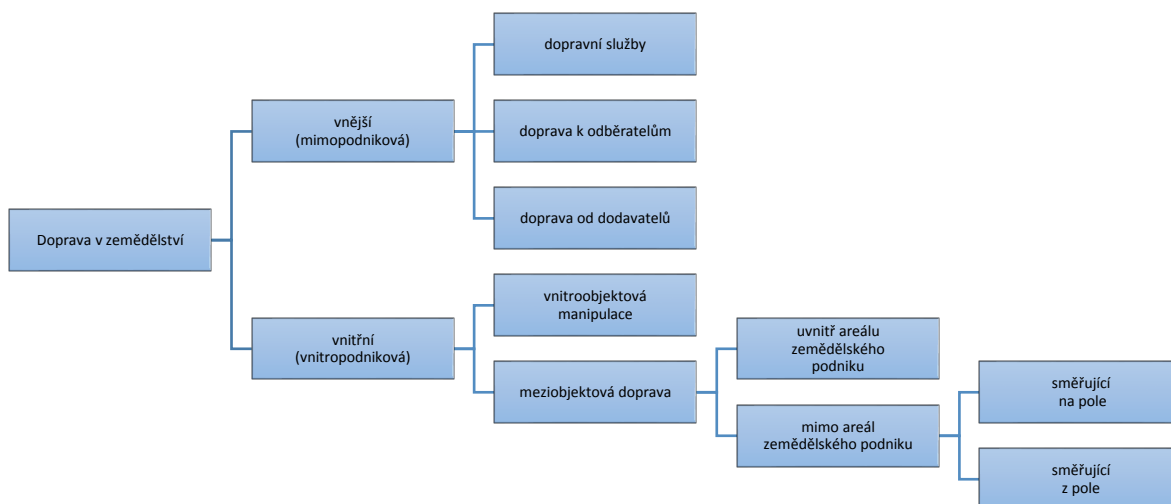 dopravní služby
vnější
(mimopodniková)
doprava k odběratelům
doprava od dodavatelů
Doprava v zemědělství
vnitroobjektová
manipulace
vnitřní
(vnitropodniková)
uvnitř areálu
zemědělského
podniku
meziobjektová doprava
směřující
na pole
mimo areál
zemědělského podniku
směřující
z pole